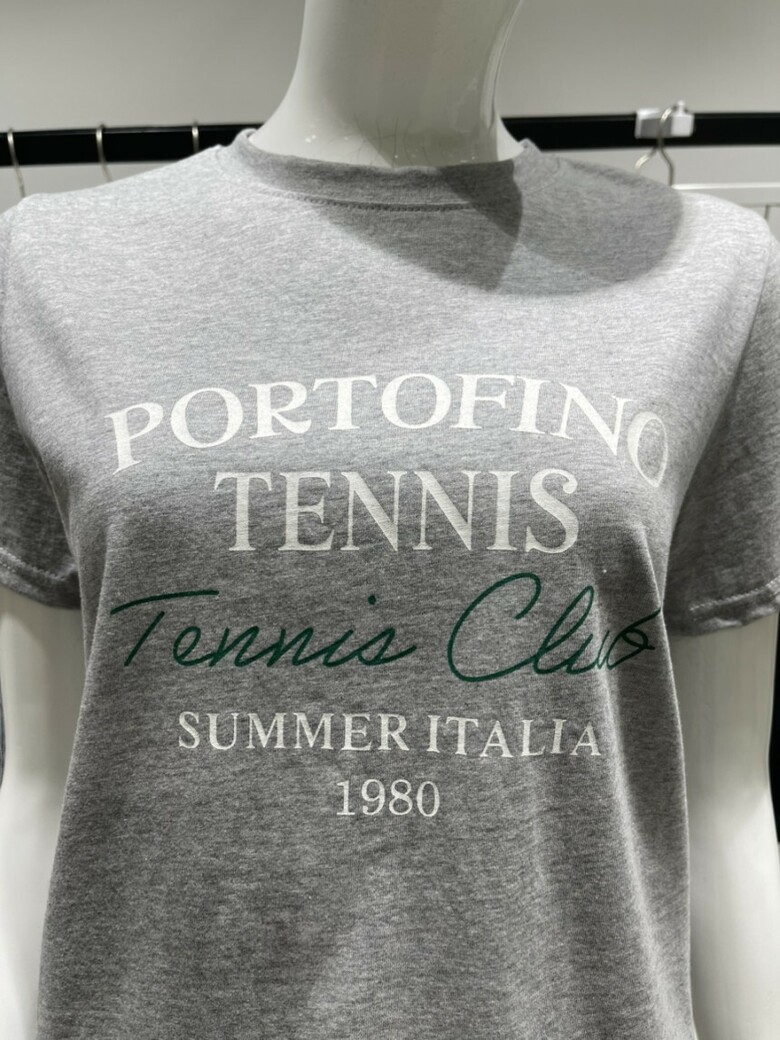 PORTOFINO
TENNIS
Tennis Club
SUMMER ITALIA
1980